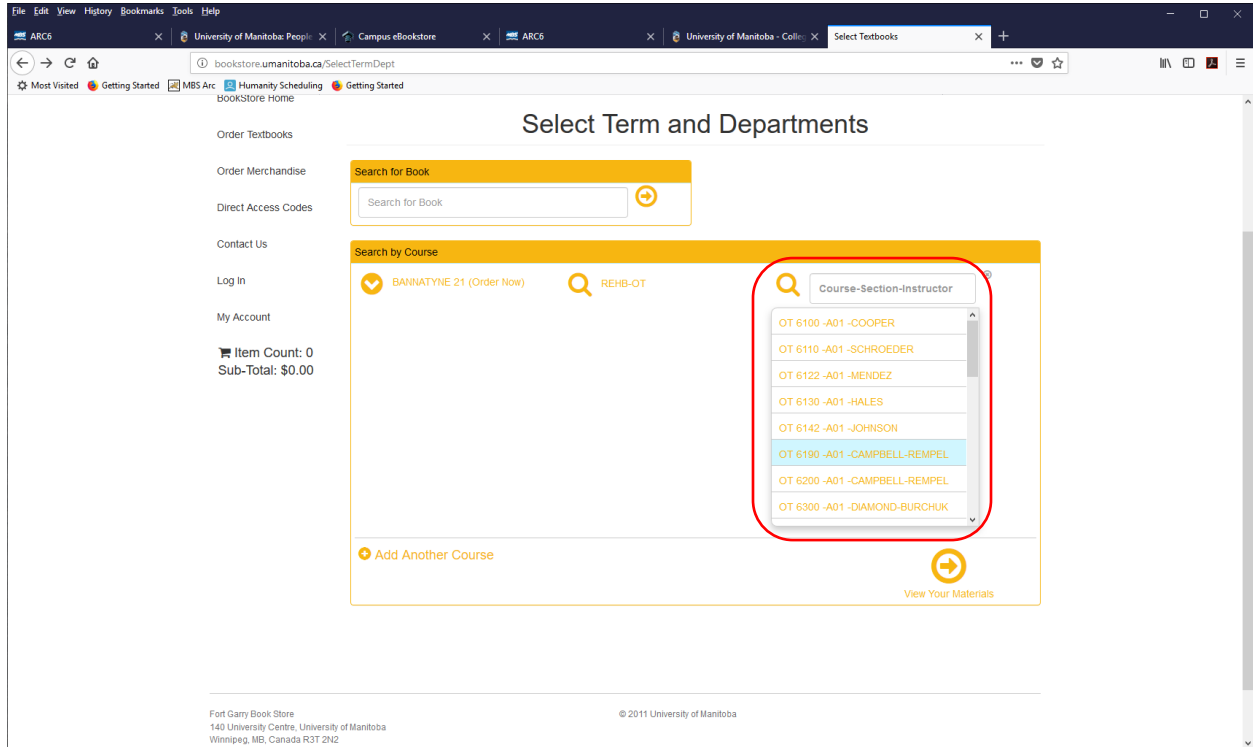 File Edit View History Bookmarks Tools Help
ARC6
University of Manitoba: People
Campus eBookstore
ARC6
University of Manitoba - Colleg
Select Textbooks
bookstore.umanitoba.ca/SelectTermDept
Most Visited Getting Started MBS Arc Humanity Scheduling Getting Started
BookStore Home
Order Textbooks
Order Merchandise
Direct Access Codes
Contact Us
Log In
My Account
Item Count: 0
Sub-Total: $0.00
Select Term and Departments
Search for Book
Search for Book
Search by Course
BANNATYNE 21 (Order Now)
REHB-OT
Course-Section-Instructor
OT 6100 -A01 -COOPER
OT 6110 -A01 -SCHROEDER
OT 6122 -A01 -MENDEZ
OT 6130 -A01 -HALES
OT 6142 -A01 -JOHNSON
OT 6190 -A01 -CAMPBELL-REMPEL
OT 6200 -A01 -CAMPBELL-REMPEL
OT 6300 -A01 -DIAMOND-BURCHUK
Add Another Course
View Your Materials
Fort Garry Book Store
140 University Centre, University of Manitoba
Winnipeg, MB, Canada R3T 2N2
© 2011 University of Manitoba